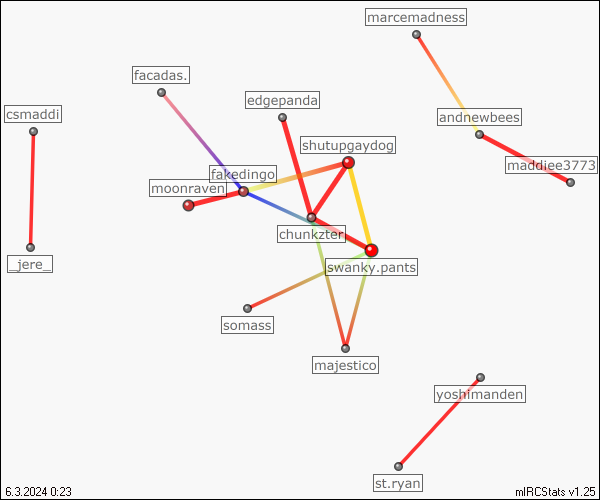 marcemadness
facadas.
edgepanda
csmaddi
andnewbees
shutupgaydog
maddiee3773
fakedingo
moonraven
chunkzter
_jere_
swanky.pants
somass
majestico
yoshimanden
st.ryan
6.3.2024 0:23
mIRCStats v1.25